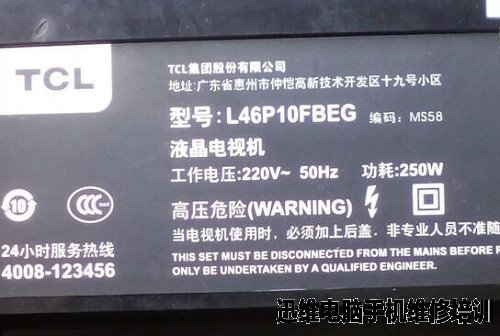 TCL
TCL集团股份有限公司
地址:广东省惠州市仲恺高新技术开发区十九号小区
型号:L46P10FBEG 编码: MS58
液晶电视机
工作电压:220V~ 50Hz 功耗:250W
高压危险(WARNING)
当电视机使用时,必须加上后盖.非专业人员不准随
THIS SET MUST BE DISCONNECTED FROM THE MAINS BEFORE R
ONLY BE UNDERTAKEN BY A QUALIFIED ENGINEER.
10
CCC
24小时服务热线
4008-123456
迅维电脑手机维修培训